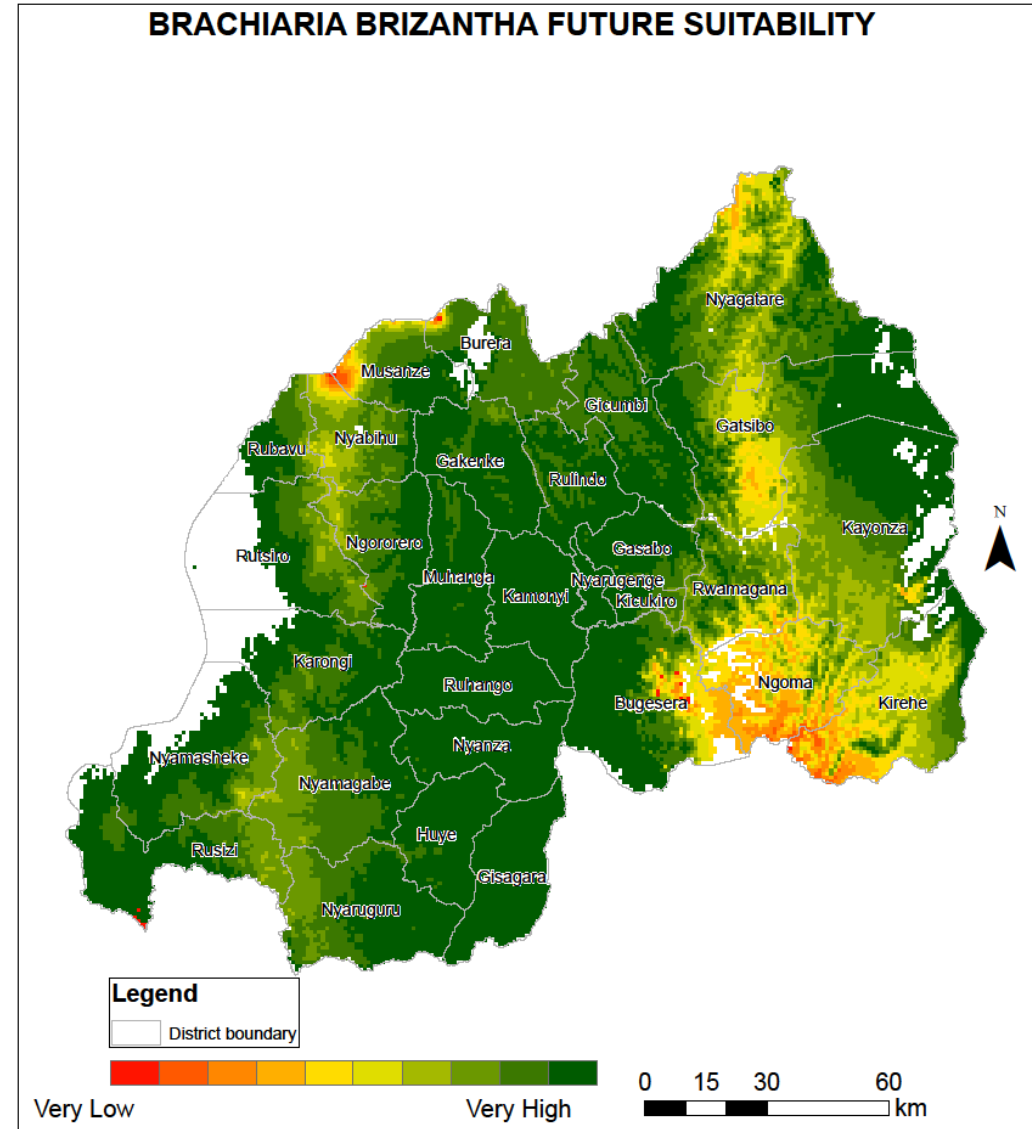 BRACHIARIA BRIZANTHA FUTURE SUITABILITY
Nyagatare
Burera
Musanze
Gicumbi
Gatsibo
Nyabihu
Rubavu
Gakenke
Rulindo
Kayonza
N
Rutsiro
Ngororero
Gasabo
Muhanga
Nyarugenge
Kamonyi
Kicukiro
Rwamagana
Karongi
Ruhango
Bugesera
Ngoma
Kirehe
Nyanza
Nyamasheke
Nyamagabe
Huye
Rusizi
Gisagara
Nyaruguru
Legend
District boundary
0 15 30 60
km
Very Low Very High